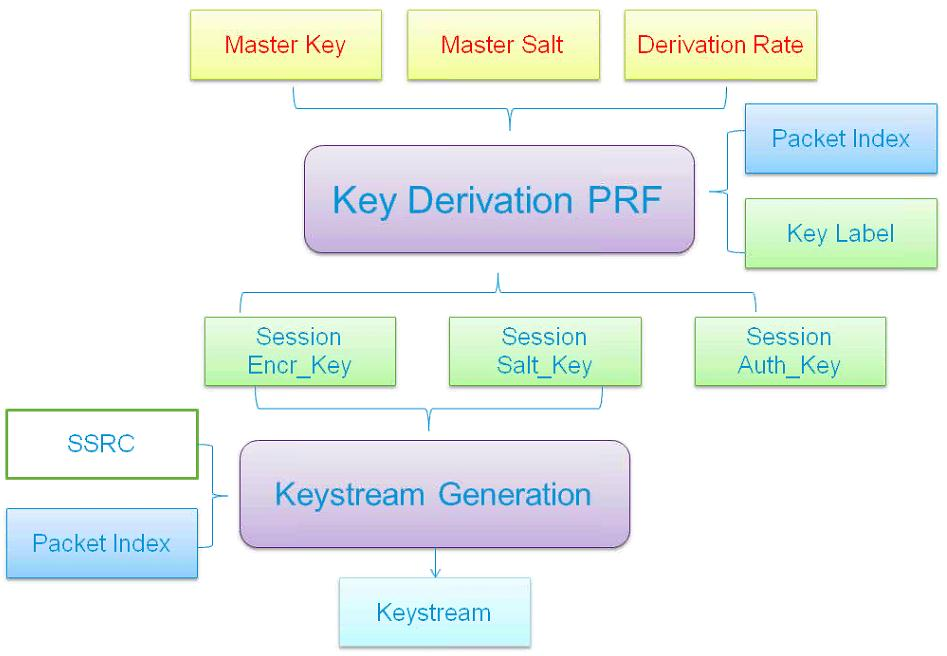 Master Key
Master Salt
Derivation Rate
Packet Index
Key Derivation PRF
Key Label
Session
Encr_Key
Session
Salt_Key
Session
Auth_Key
SSRC
Keystream Generation
Packet Index
Keystream